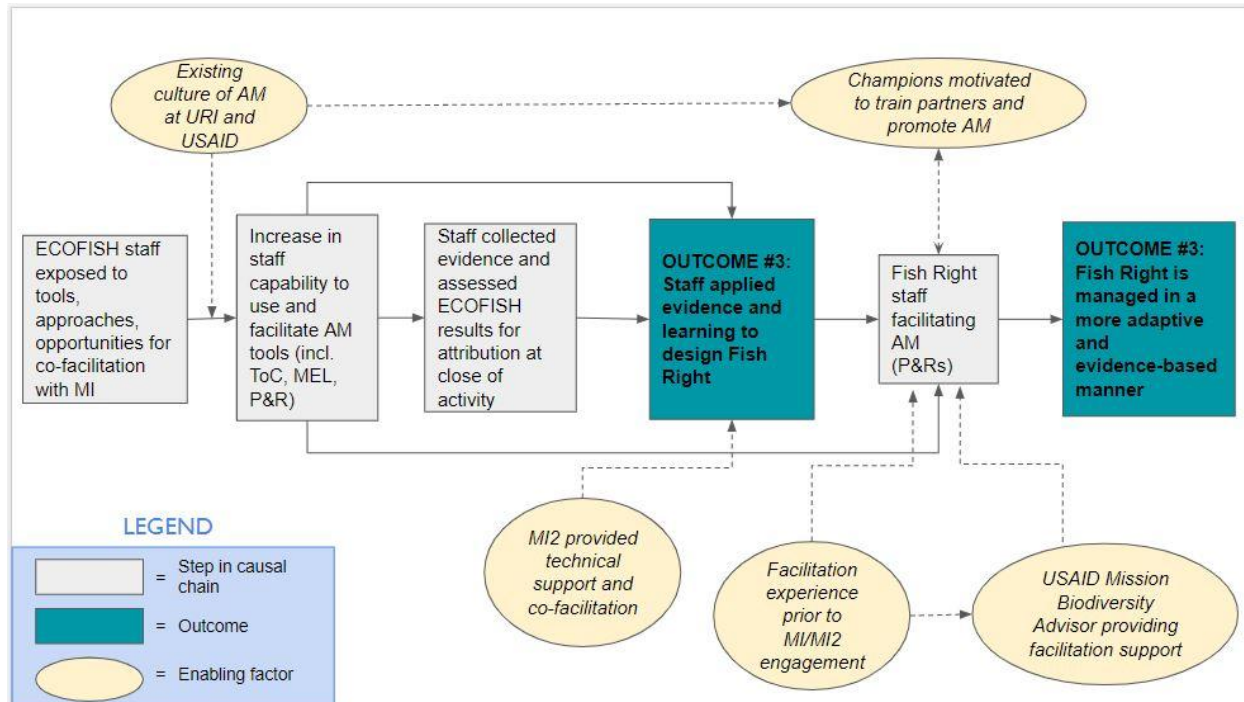 Existing
culture of AM
at URI and
USAID
Champions motivated
to train partners and
promote AM
ECOFISH staff
exposed to
tools,
approaches,
opportunities for
co-facilitation
with MI
Increase in
staff
capability to
use and
facilitate AM
tools (incl.
ToC, MEL,
P&R)
Staff collected
evidence and
assessed
ECOFISH
results for
attribution at
close of
activity
OUTCOME #3:
Staff applied
evidence and
learning to
design Fish
Right
Fish Right
staff
facilitating
AM
(P&Rs)
OUTCOME #3:
Fish Right is
managed in a
more adaptive
and
evidence-based
manner
MI2 provided
technical
support and
co-facilitation
Facilitation
experience
prior to
MI/MI2
engagement
USAID Mission
Biodiversity
Advisor providing
facilitation support
LEGEND
= Step in causal
chain
= Outcome
= Enabling factor